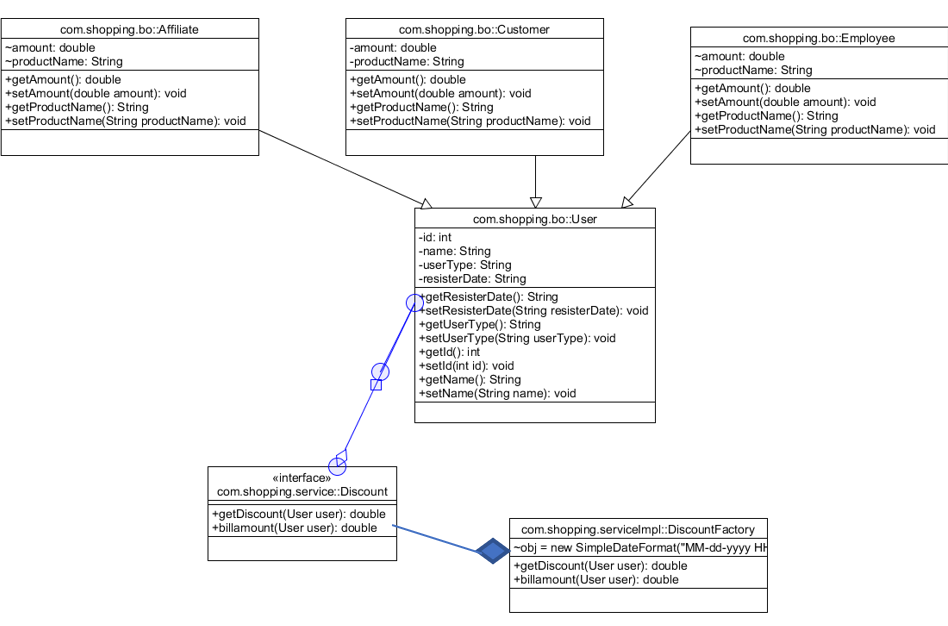 com.shopping.bo::Affiliate
~amount: double
~productName: String
+getAmount(): double
+setAmount(double amount): void
+getProductName(): String
+setProductName(String productName): void
com.shopping.bo::Customer
-amount: double
-productName: String
+getAmount(): double
+setAmount(double amount): void
+getProductName(): String
+setProductName(String productName): void
com.shopping.bo::Employee
~amount: double
~productName: String
+getAmount(): double
+setAmount(double amount): void
+getProductName(): String
+setProductName(String productName): void
com.shopping.bo::User
-id: int
-name: String
-userType: String
-resisterDate: String
+getResisterDate(): String
+setResisterDate(String resisterDate): void
+getUserType(): String
+setUserType(String userType): void
+getId(): int
+setId(int id): void
+getName(): String
+setName(String name): void
«interface»
com.shopping.service::Discount
+getDiscount(User user): double
+billamount(User user): double
com.shopping.serviceImpl::DiscountFactory
~obj = new SimpleDateFormat("MM-dd-yyyy HH
+getDiscount(User user): double
+billamount(User user): double